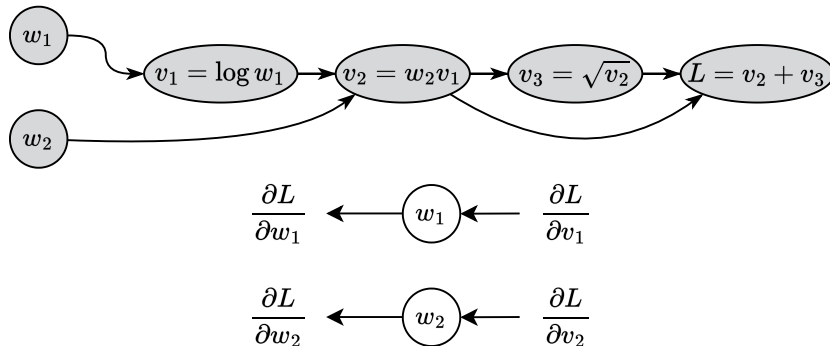 w₁
v₁ = log w₁ v₂ = w₂v₁ v₃ = √v₂ L = v₂ + v₃
w₂
∂L/∂w₁ w₁ ∂L/∂v₁
∂L/∂w₂ w₂ ∂L/∂v₂